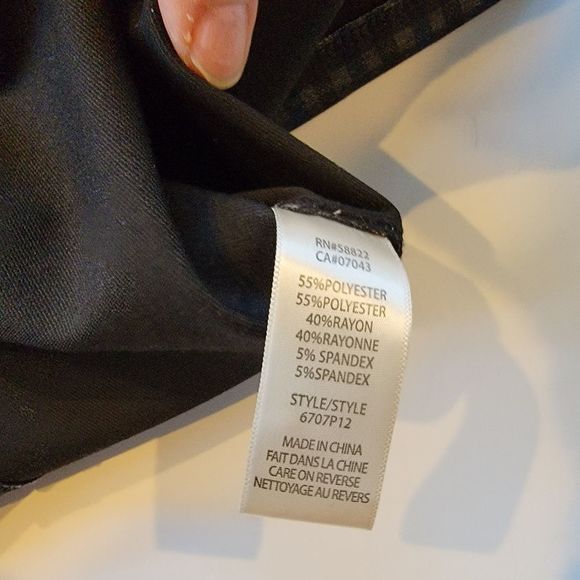 RN#58822
CA#07043
55%POLYESTER
55%POLYESTER
40%RAYON
40%RAYONNE
5% SPANDEX
5%SPANDEX
STYLE/STYLE
6707P12
MADE IN CHINA
FAIT DANS LA CHINE
CARE ON REVERSE
NETTOYAGE AU REVERS